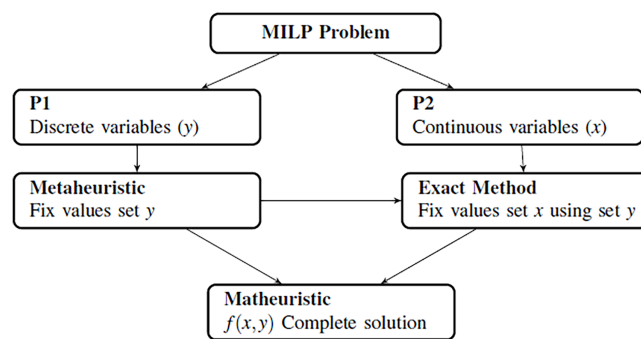 MILP Problem
P1
Discrete variables (y)
P2
Continuous variables (x)
Metaheuristic
Fix values set y
Exact Method
Fix values set x using set y
Matheuristic
f(x,y) Complete solution